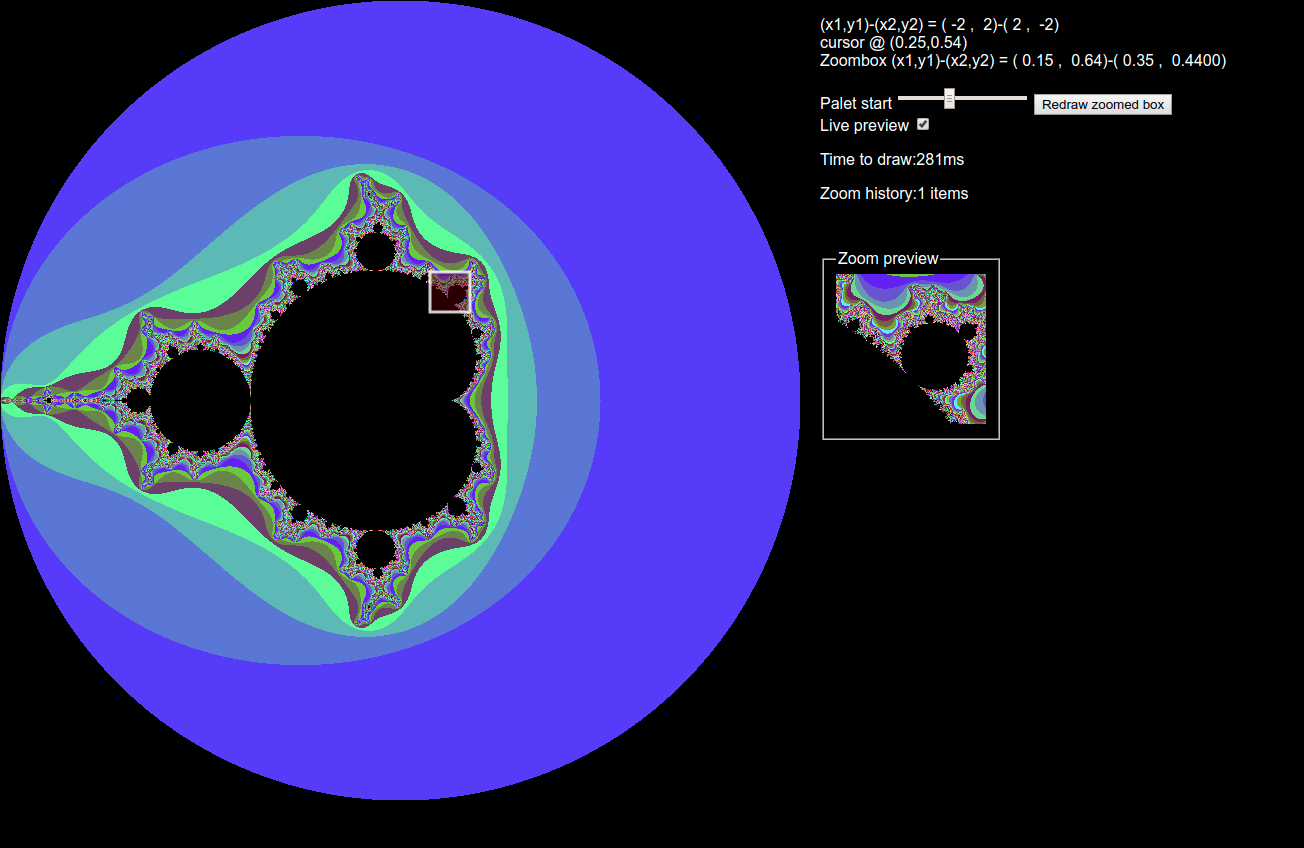 (x1,y1)-(x2,y2) = ( -2 ,  2)-( 2 ,  -2)
cursor @ (0.25,0.54)
Zoombox (x1,y1)-(x2,y2) = ( 0.15 ,  0.64)-( 0.35 ,  0.4400)
Palet start Redraw zoomed box
Live preview
Time to draw:281ms
Zoom history:1 items
Zoom preview